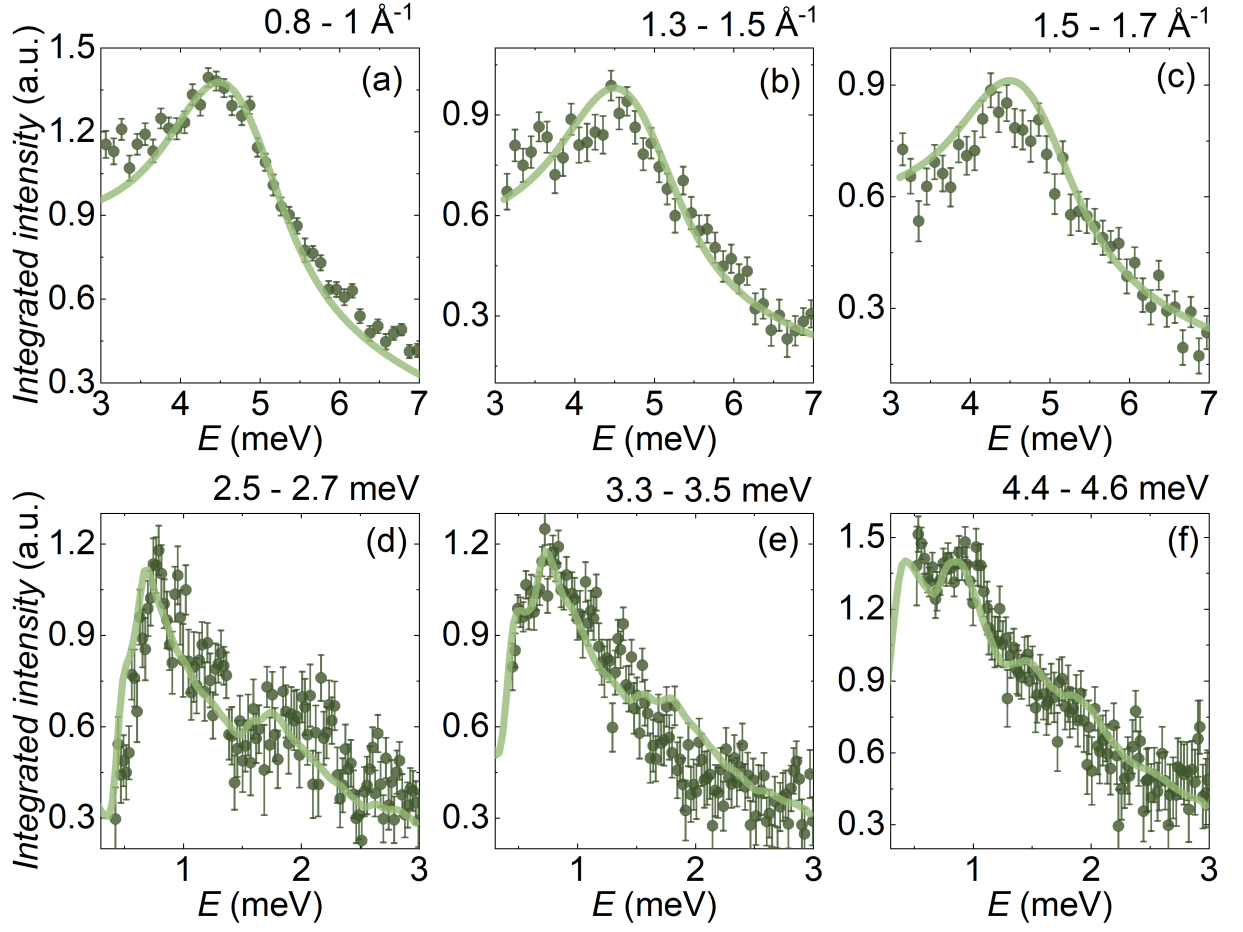 0.8 - 1 Å⁻¹ 1.3 - 1.5 Å⁻¹ 1.5 - 1.7 Å⁻¹
(a) (b) (c)
Integrated intensity (a.u.)
1.5
1.2
0.9
0.6
0.3
0.9
0.6
0.3
0.9
0.6
0.3
3 4 5 6 7 3 4 5 6 7 3 4 5 6 7
E (meV) E (meV) E (meV)
2.5 - 2.7 meV 3.3 - 3.5 meV 4.4 - 4.6 meV
(d) (e) (f)
Integrated intensity (a.u.)
1.2
0.9
0.6
0.3
1.2
0.9
0.6
0.3
1.5
1.2
0.9
0.6
0.3
1 2 3 1 2 3 1 2 3
E (meV) E (meV) E (meV)